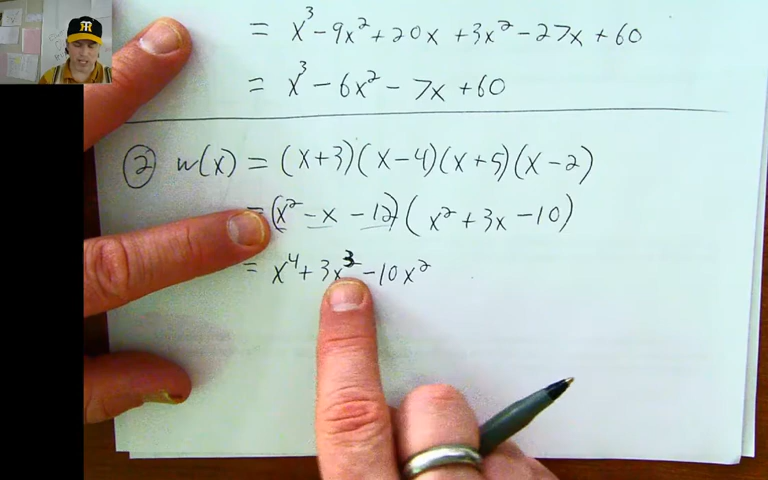 = x³ - 9x² + 20x + 3x² - 27x + 60
= x³ - 6x² - 7x + 60
② w(x) = (x+3)(x-4)(x+5)(x-2)
= (x² - x - 12)(x² + 3x - 10)
= x⁴ + 3x³ - 10x²